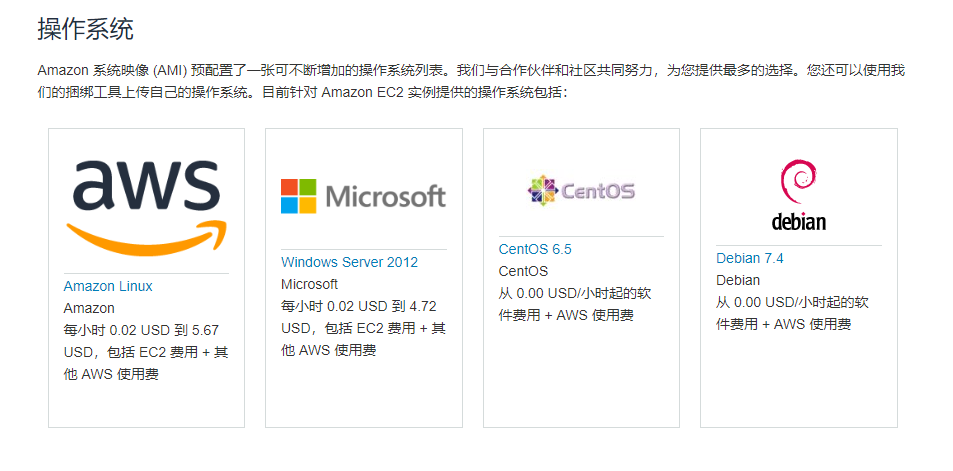 操作系统
Amazon 系统映像 (AMI) 预配置了一张可不断增加的操作系统列表。我们与合作伙伴和社区共同努力，为您提供最多的选择。您还可以使用我
们的捆绑工具上传自己的操作系统。目前针对 Amazon EC2 实例提供的操作系统包括：
aws
Amazon Linux
Amazon
每小时 0.02 USD 到 5.67
USD，包括 EC2 费用 + 其
他 AWS 使用费
Microsoft
Windows Server 2012
Microsoft
每小时 0.02 USD 到 4.72
USD，包括 EC2 费用 + 其
他 AWS 使用费
CentOS
CentOS 6.5
CentOS
从 0.00 USD/小时起的软
件费用 + AWS 使用费
debian
Debian 7.4
Debian
从 0.00 USD/小时起的软
件费用 + AWS 使用费